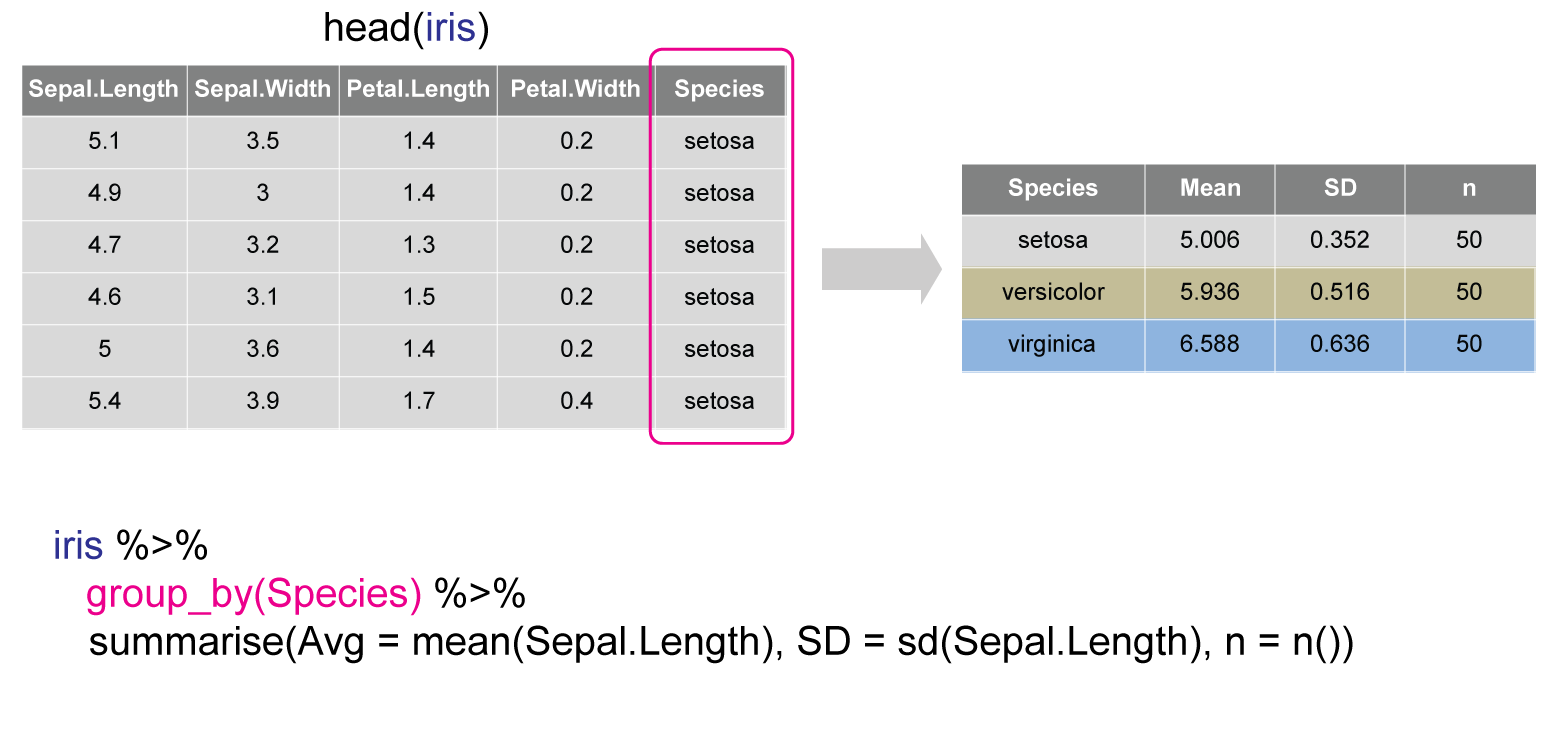 head(iris)
Sepal.Length Sepal.Width Petal.Length Petal.Width Species
5.1 3.5 1.4 0.2 setosa
4.9 3 1.4 0.2 setosa
4.7 3.2 1.3 0.2 setosa
4.6 3.1 1.5 0.2 setosa
5 3.6 1.4 0.2 setosa
5.4 3.9 1.7 0.4 setosa
Species Mean SD n
setosa 5.006 0.352 50
versicolor 5.936 0.516 50
virginica 6.588 0.636 50
iris %>%
group_by(Species) %>%
summarise(Avg = mean(Sepal.Length), SD = sd(Sepal.Length), n = n())